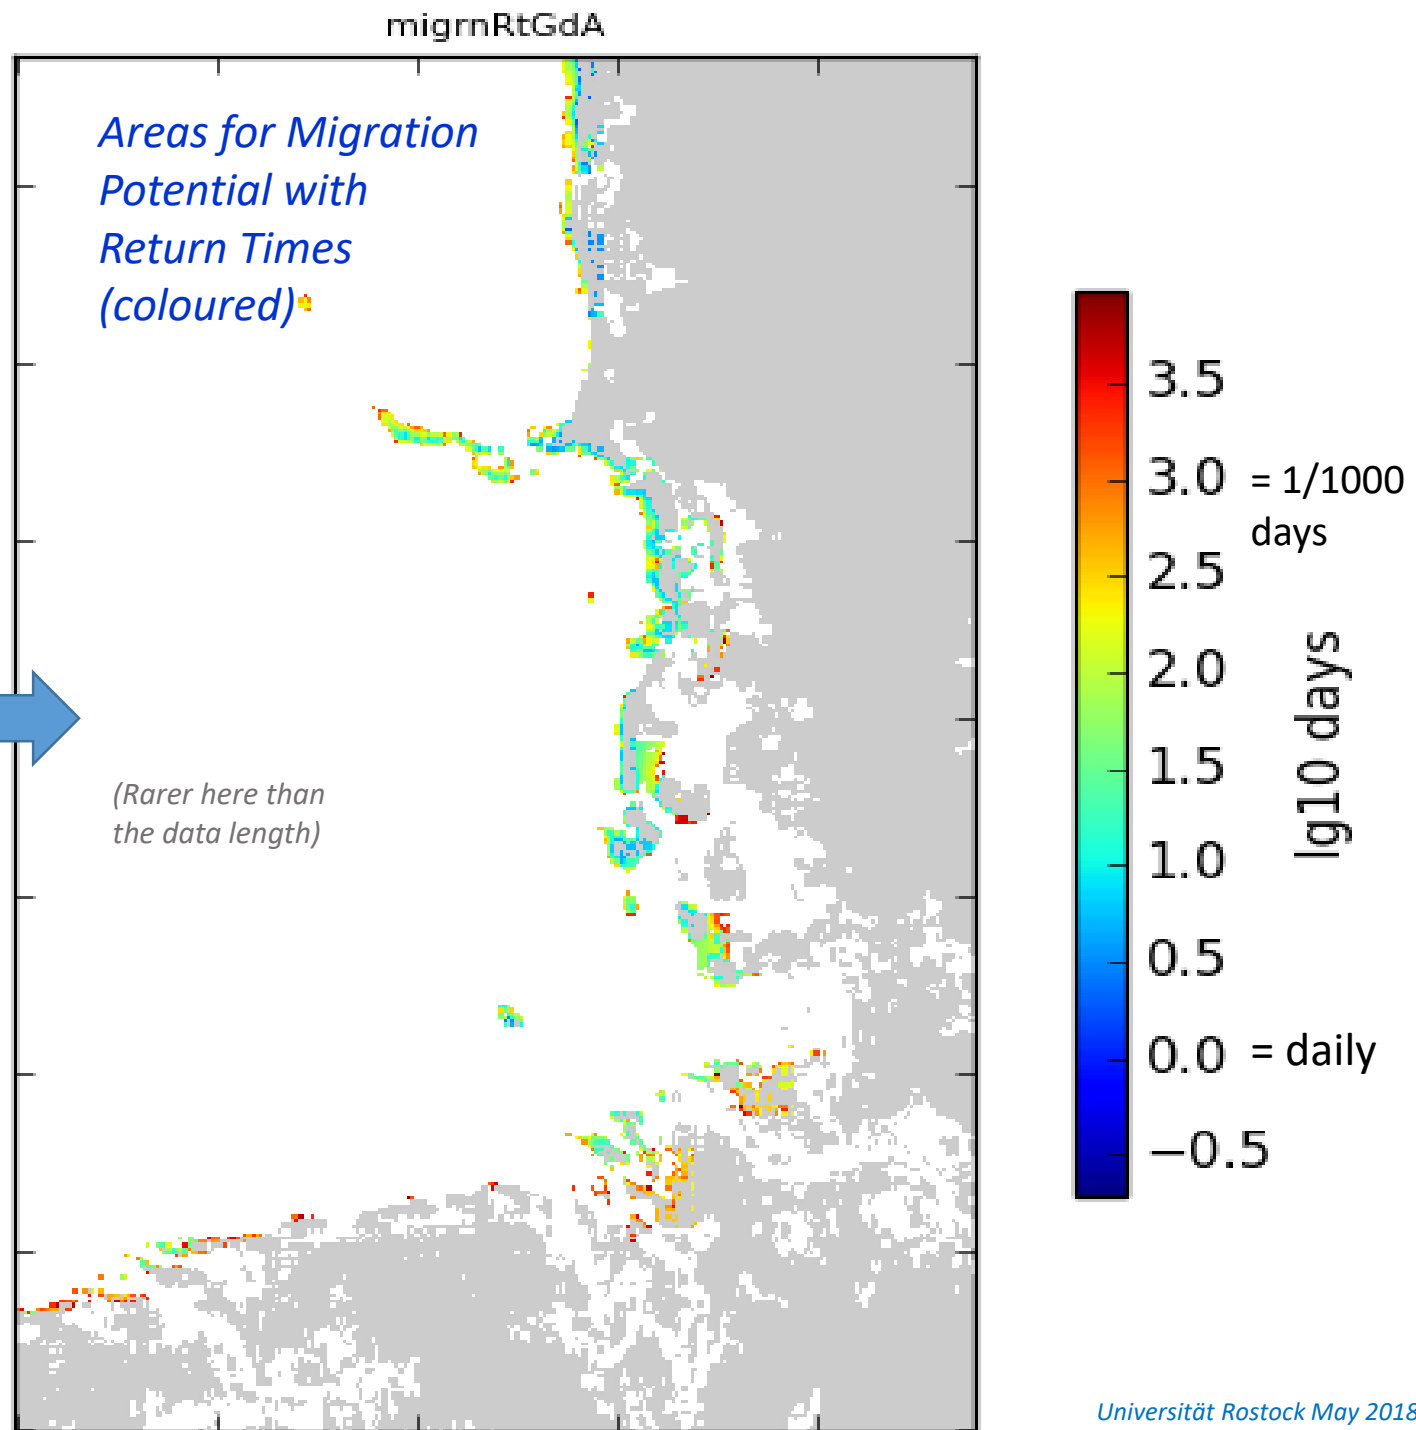 migrnRtGdA
Areas for Migration
Potential with
Return Times
(coloured)
(Rarer here than
the data length)
3.5
3.0 = 1/1000
days
2.5
2.0
1.5
1.0
0.5
0.0 = daily
−0.5
lg10 days
Universität Rostock May 2018